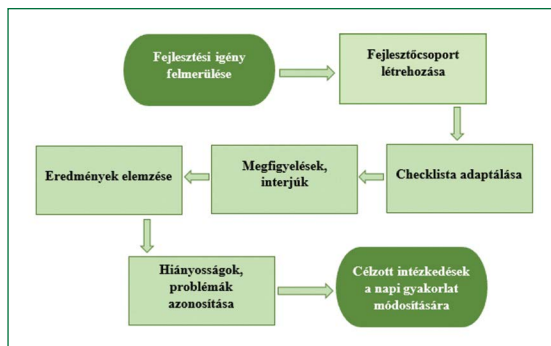 Fejlesztési igény
felmerülése
Fejlesztőcsoport
létrehozása
Checklista adaptálása
Megfigyelések,
interjúk
Eredmények elemzése
Hiányosságok,
problémák
azonosítása
Célzott intézkedések
a napi gyakorlat
módosítására